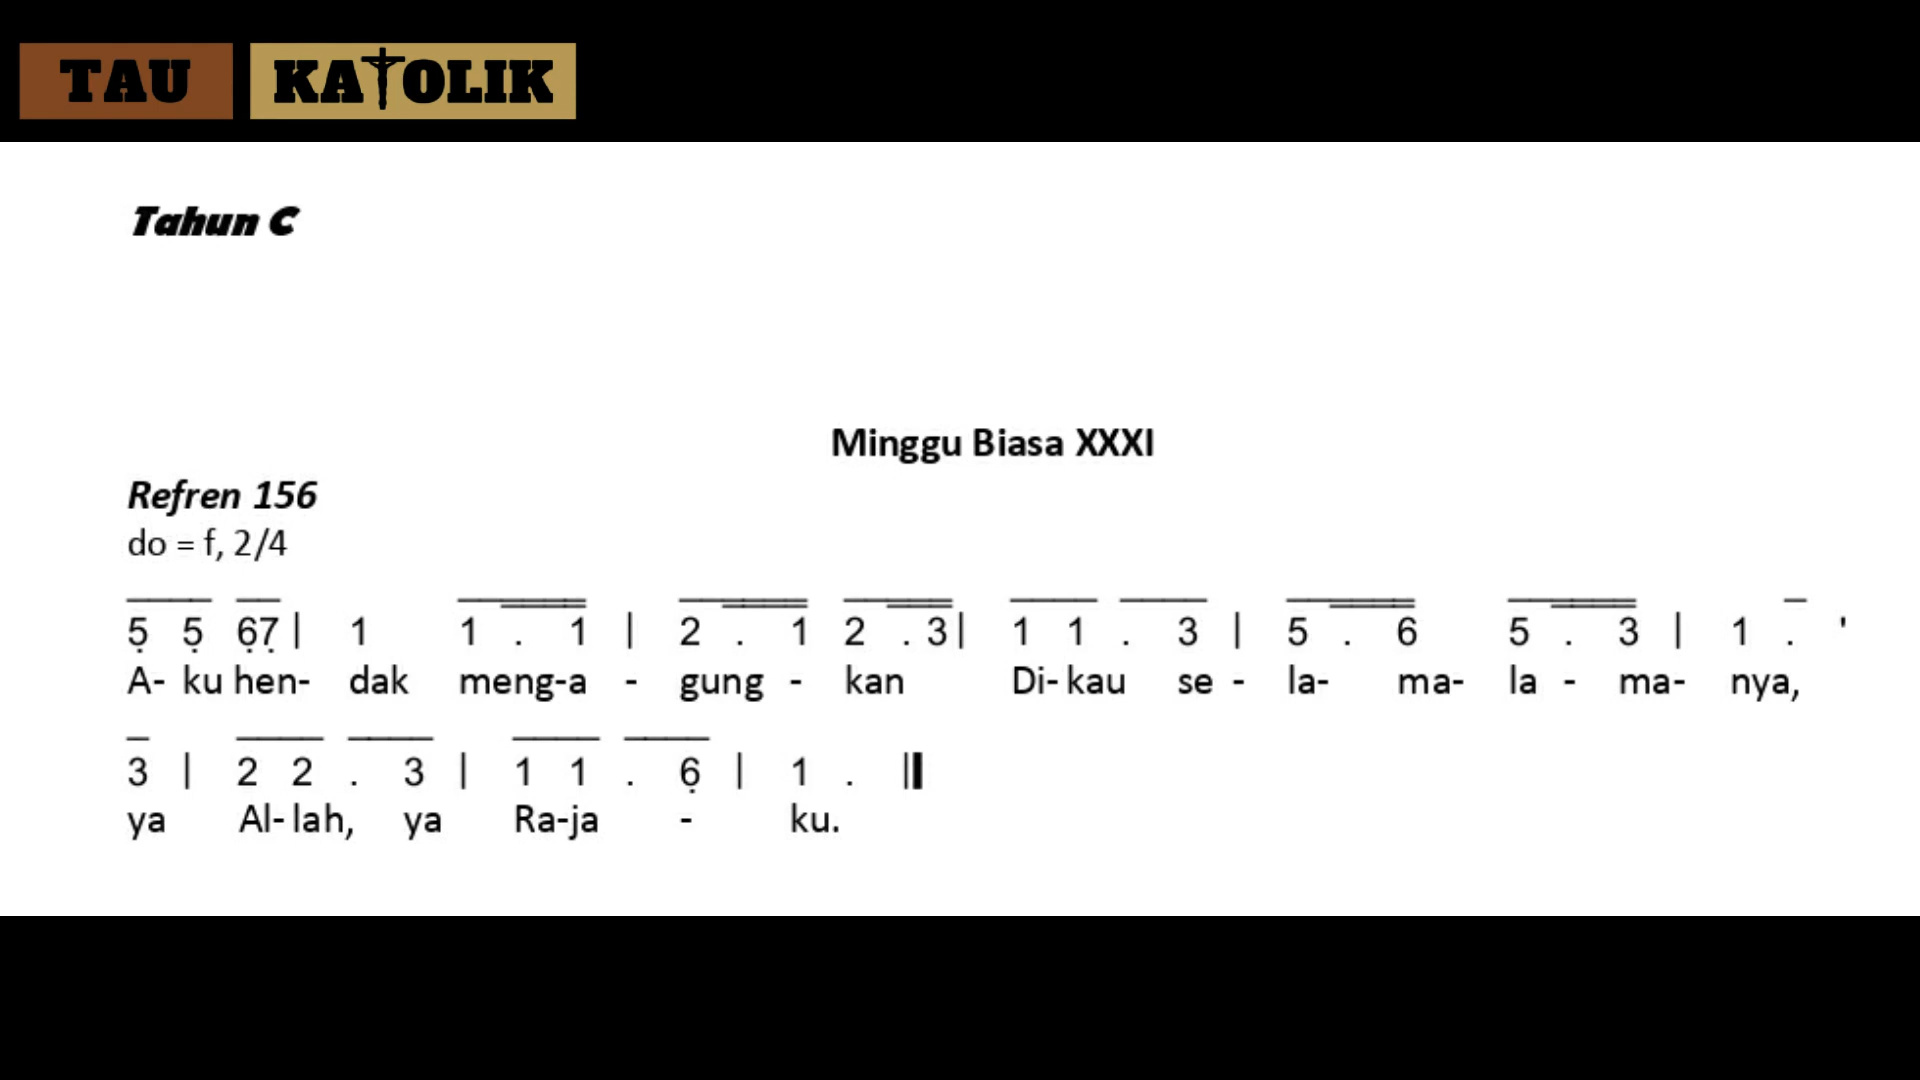 TAU KATOLIK
Tahun C
Minggu Biasa XXXI
Refren 156
do = f, 2/4
5̣ 5̣ 6̣7̣ | 1 1 . 1 | 2 . 1 2 . 3 | 1 1 . 3 | 5 . 6 5 . 3 | 1 . '
A- ku hen- dak meng-a - gung - kan Di- kau se - la- ma- la - ma- nya,
3 | 2 2 . 3 | 1 1 . 6̣ | 1 . ‖
ya Al- lah, ya Ra-ja - ku.